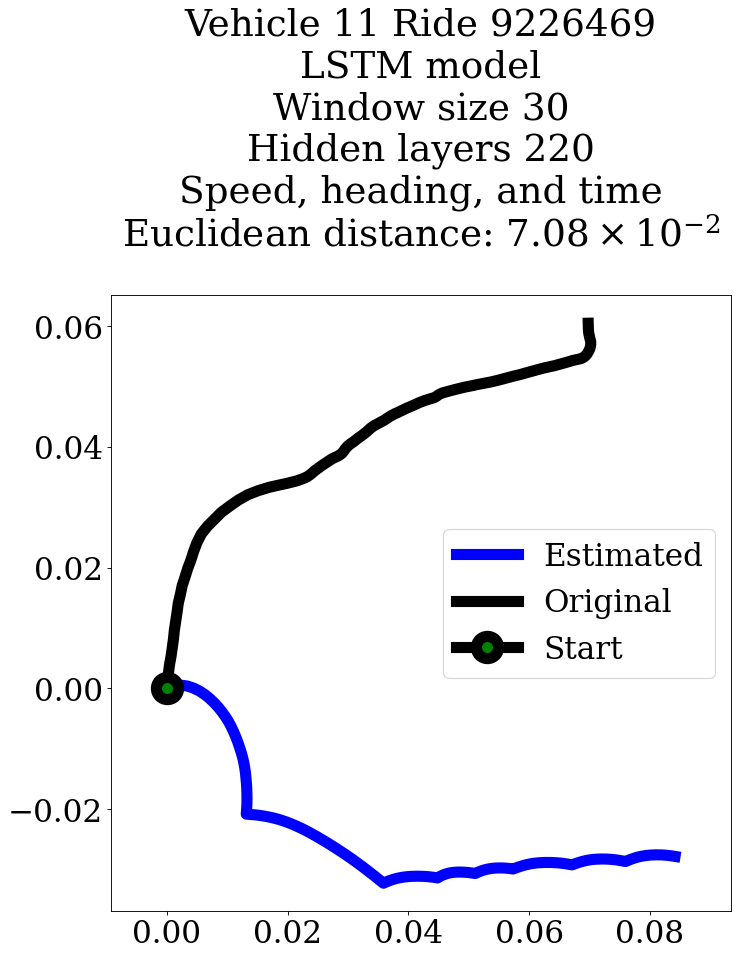 Vehicle 11 Ride 9226469
LSTM model
Window size 30
Hidden layers 220
Speed, heading, and time
Euclidean distance: 7.08 × 10⁻²
0.06
0.04
0.02
0.00
−0.02
Estimated
Original
Start
0.00 0.02 0.04 0.06 0.08